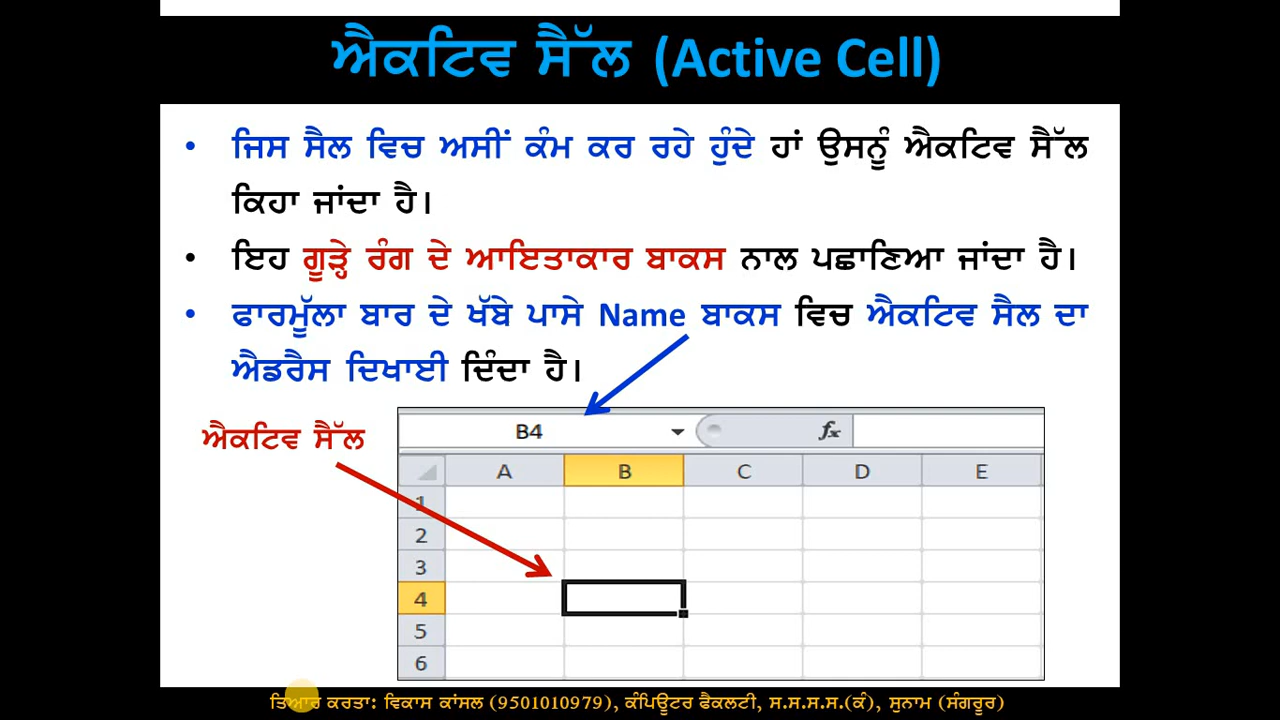 ਐਕਟਿਵ ਸੈੱਲ (Active Cell)
• ਜਿਸ ਸੈਲ ਵਿਚ ਅਸੀਂ ਕੰਮ ਕਰ ਰਹੇ ਹੁੰਦੇ ਹਾਂ ਉਸਨੂੰ ਐਕਟਿਵ ਸੈੱਲ
ਕਿਹਾ ਜਾਂਦਾ ਹੈ।
• ਇਹ ਗੂੜ੍ਹੇ ਰੰਗ ਦੇ ਆਇਤਾਕਾਰ ਬਾਕਸ ਨਾਲ ਪਛਾਣਿਆ ਜਾਂਦਾ ਹੈ।
• ਫਾਰਮੂੱਲਾ ਬਾਰ ਦੇ ਖੱਬੇ ਪਾਸੇ Name ਬਾਕਸ ਵਿਚ ਐਕਟਿਵ ਸੈਲ ਦਾ
ਐਡਰੈਸ ਦਿਖਾਈ ਦਿੰਦਾ ਹੈ।
ਐਕਟਿਵ ਸੈੱਲ
B4 fx
A B C D E
1
2
3
4
5
6
ਤਿਆਰ ਕਰਤਾ: ਵਿਕਾਸ ਕਾਂਸਲ (9501010979), ਕੰਪਿਊਟਰ ਫੈਕਲਟੀ, ਸ.ਸ.ਸ.ਸ.(ਕੰ), ਸੁਨਾਮ (ਸੰਗਰੂਰ)